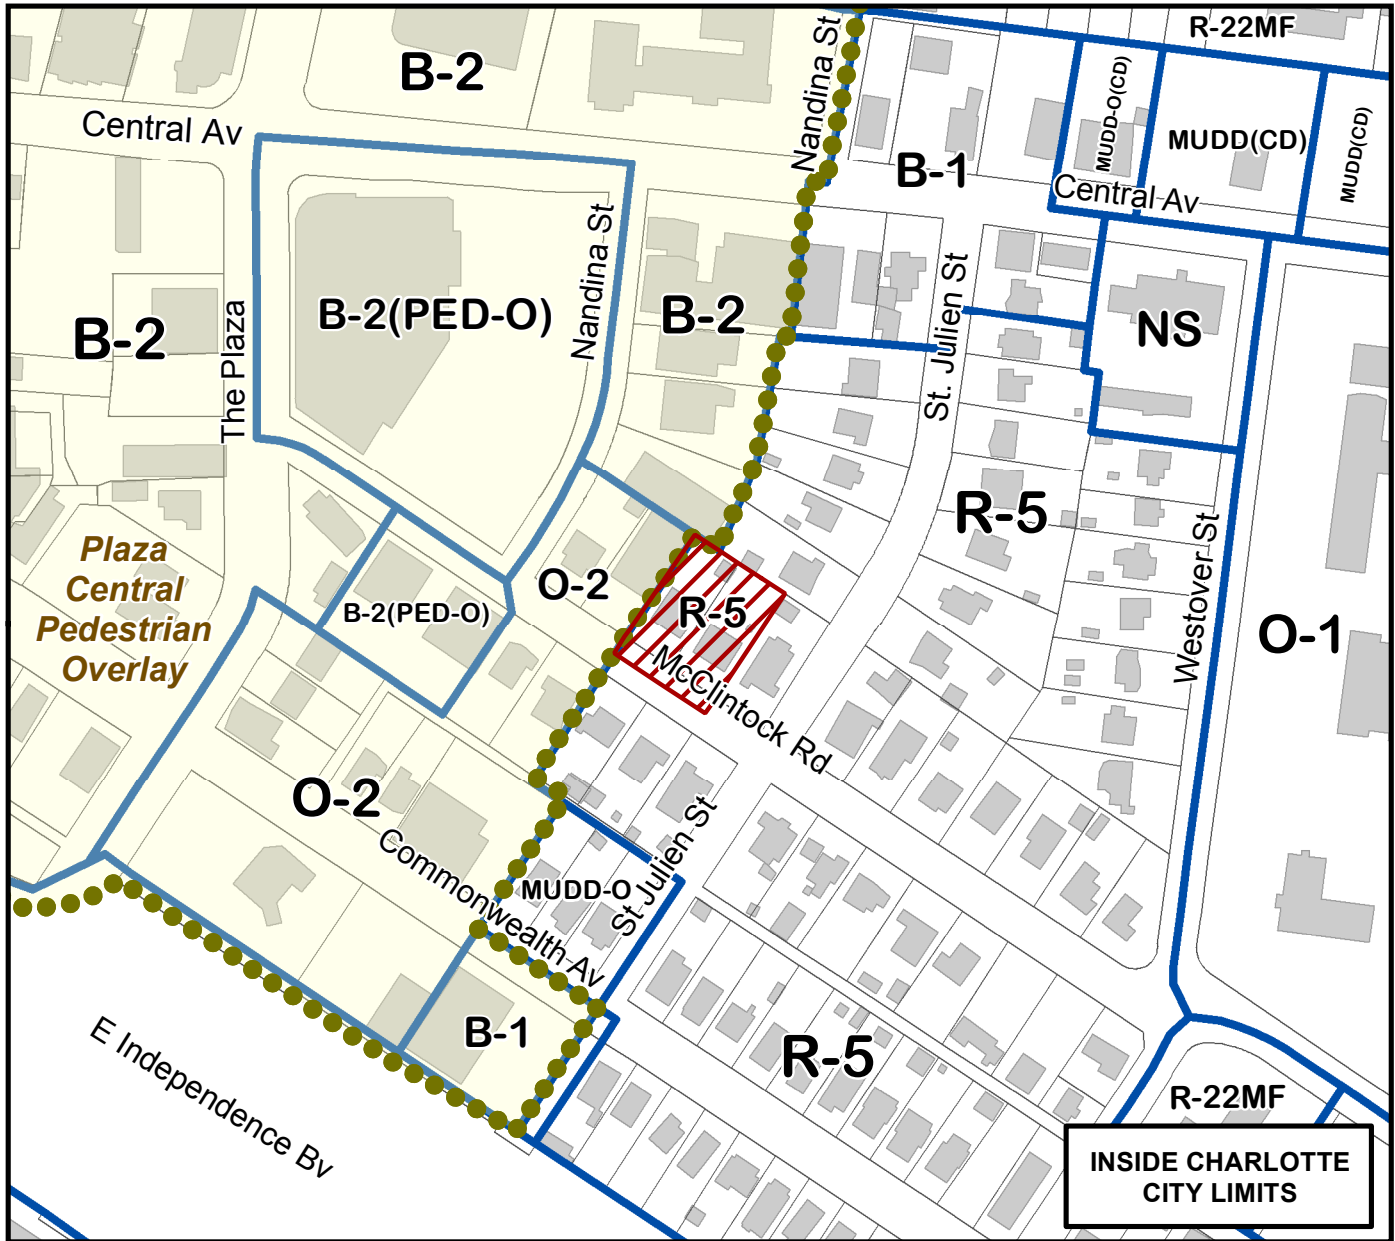 R-22MF
B-2
Nandina St
Central Av
MUDD-O(CD)
MUDD(CD)
MUDD(CD)
B-1
Central Av
Nandina St
St. Julien St
B-2
The Plaza
B-2(PED-O)
B-2
NS
R-5
Westover St
Plaza
Central
Pedestrian
Overlay
O-2
B-2(PED-O)
R-5
O-1
McClintock Rd
O-2
St Julien St
Commonwealth Av
MUDD-O
B-1
E Independence Bv
R-5
R-22MF
INSIDE CHARLOTTE
CITY LIMITS